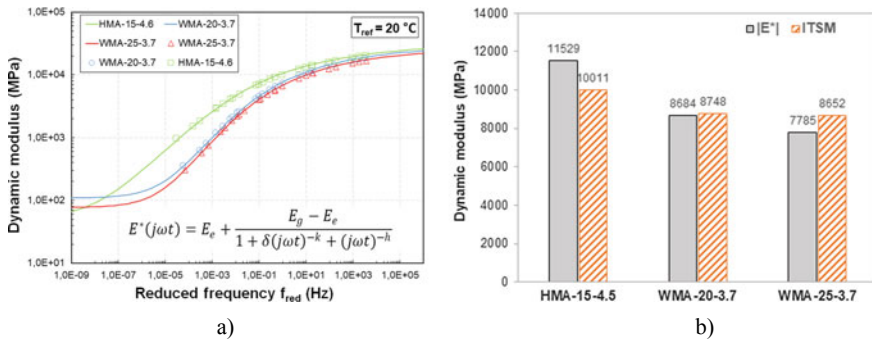 T_ref = 20 °C
HMA-15-4.6 WMA-20-3.7
WMA-25-3.7 WMA-25-3.7
WMA-20-3.7 HMA-15-4.6
Dynamic modulus (MPa)
1,0E+05
1,0E+04
1,0E+03
1,0E+02
1,0E+01
E*(jωt) = E_e + (E_g − E_e) / (1 + δ(jωt)^−k + (jωt)^−h)
1,0E-09 1,0E-07 1,0E-05 1,0E-03 1,0E-01 1,0E+01 1,0E+03 1,0E+05
Reduced frequency f_red (Hz)
a)
|E*| ITSM
Dynamic modulus (MPa)
14000
12000
10000
8000
6000
4000
2000
0
11529 10011 8684 8748 7785 8652
HMA-15-4.5 WMA-20-3.7 WMA-25-3.7
b)